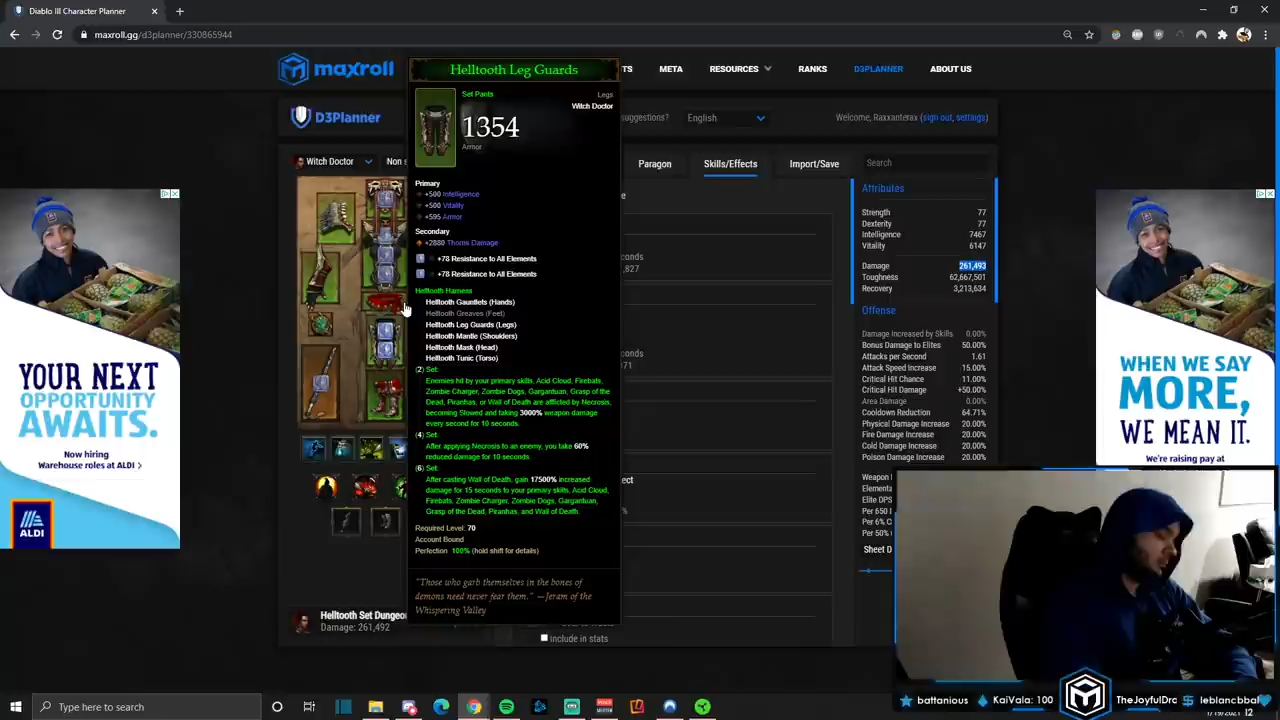 Diablo III Character Planner
maxroll.gg/d3planner/330865944
maxroll
META
RESOURCES
RANKS
D3PLANNER
ABOUT US
D3Planner
suggestions?
English
Welcome, Raxxanterax (sign out, settings)
Witch Doctor
Paragon
Skills/Effects
Import/Save
Search
Helltooth Leg Guards
Set Pants
Legs
Witch Doctor
1354
Armor
Primary
+500 Intelligence
+500 Vitality
+595 Armor
Secondary
+2880 Thorns Damage
+78 Resistance to All Elements
+78 Resistance to All Elements
Helltooth Harness
Helltooth Gauntlets (Hands)
Helltooth Greaves (Feet)
Helltooth Leg Guards (Legs)
Helltooth Mantle (Shoulders)
Helltooth Mask (Head)
Helltooth Tunic (Torso)
(2) Set:
Enemies hit by your primary skills, Acid Cloud, Firebats,
Zombie Charger, Zombie Dogs, Gargantuan, Grasp of the
Dead, Piranhas, or Wall of Death are afflicted by Necrosis,
becoming Slowed and taking 3000% weapon damage
every second for 10 seconds.
(4) Set:
After applying Necrosis to an enemy, you take 60%
reduced damage for 10 seconds.
(6) Set:
After casting Wall of Death, gain 17500% increased
damage for 15 seconds to your primary skills, Acid Cloud,
Firebats, Zombie Charger, Zombie Dogs, Gargantuan,
Grasp of the Dead, Piranhas, and Wall of Death.
Required Level: 70
Account Bound
Perfection 100% (hold shift for details)
"Those who garb themselves in the bones of
demons need never fear them." —Jeram of the
Whispering Valley
Helltooth Set Dungeo
Damage: 261,492
include in stats
Attributes
Strength 77
Dexterity 77
Intelligence 7467
Vitality 6147
Damage 261,493
Toughness 62,667,501
Recovery 3,213,634
Offense
Damage Increased by Skills 0.00%
Bonus Damage to Elites 50.00%
Attacks per Second 1.61
Attack Speed Increase 15.00%
Critical Hit Chance 11.00%
Critical Hit Damage +50.00%
Area Damage 0.00%
Cooldown Reduction 64.71%
Physical Damage Increase 20.00%
Fire Damage Increase 20.00%
Cold Damage Increase 20.00%
Poison Damage Increase 20.00%
Weapon
Elite DPS
Per 650
Per 6% C
Per 50%
Sheet D
YOUR NEXT
OPPORTUNITY
AWAITS.
Now hiring
Warehouse roles at ALDI >
ALDI
WHEN WE SAY
MORE,
WE MEAN IT.
We're raising pay at
battanious
KaiVala: 100
TheJoyfulDrc
leblancbbal
Type here to search